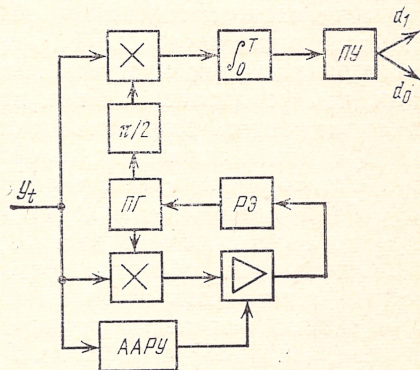 ×
∫₀ᵀ
ПУ
d₁
d₀
π/2
yₜ
ПГ
РЭ
×
ААРУ